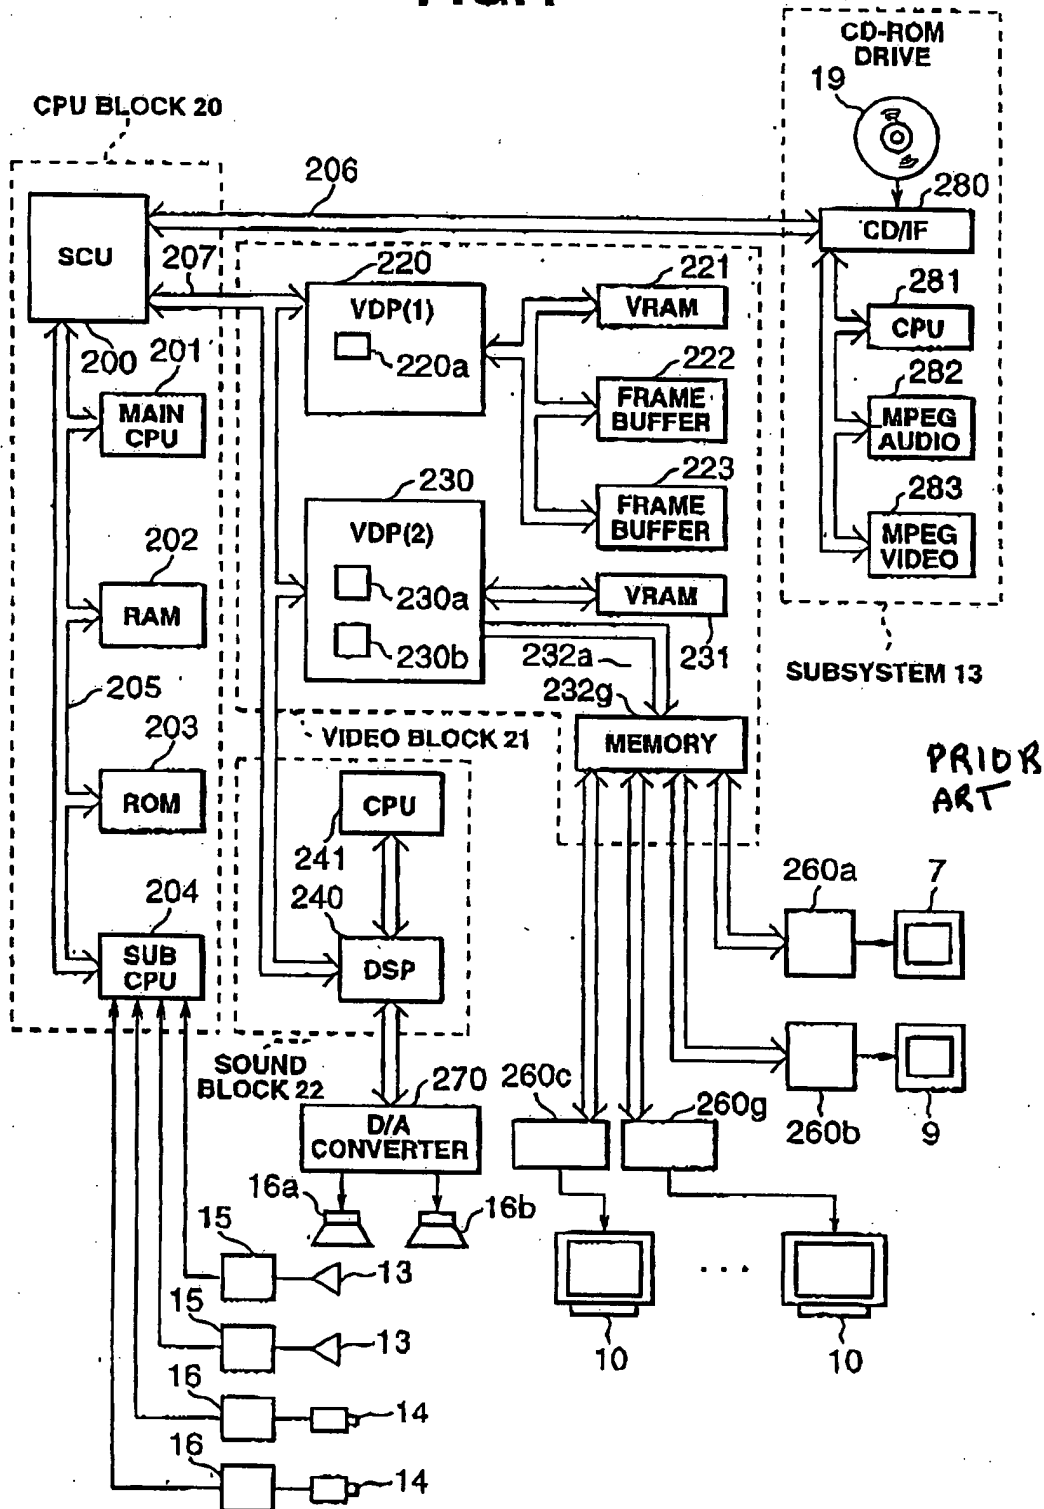 CD-ROM
DRIVE
19
CPU BLOCK 20
206
280
SCU
CD/IF
207
220
221
281
VDP(1)
VRAM
CPU
200
201
220a
222
282
MAIN
CPU
FRAME
BUFFER
MPEG
AUDIO
230
223
283
VDP(2)
FRAME
BUFFER
MPEG
VIDEO
202
230a
VRAM
RAM
230b
232a
231
SUBSYSTEM 13
205
232g
203
VIDEO BLOCK 21
MEMORY
PRIOR
ART
ROM
CPU
241
240
260a
7
204
SUB
CPU
DSP
SOUND
BLOCK 22
270
260c
260g
260b
9
D/A
CONVERTER
16a
16b
15
13
15
13
. . .
10
10
16
14
16
14